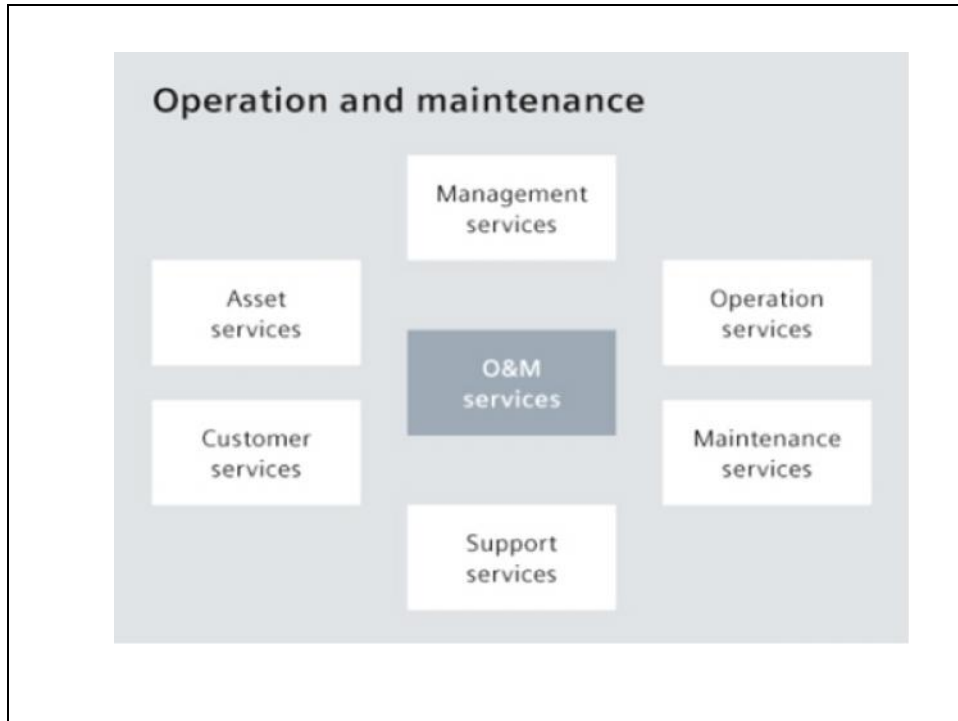 Operation and maintenance
Management
services
Asset
services
Operation
services
O&M
services
Customer
services
Maintenance
services
Support
services